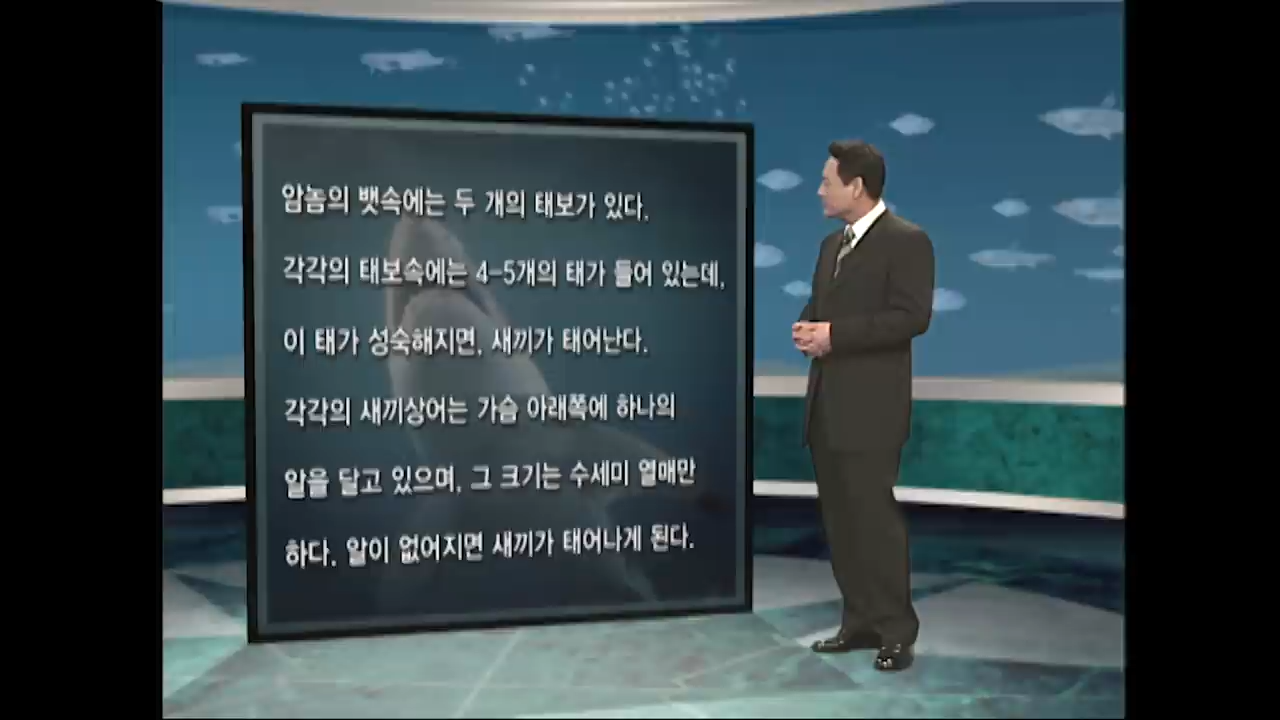 암놈의 뱃속에는 두 개의 태보가 있다.
각각의 태보속에는 4-5개의 태가 들어 있는데,
이 태가 성숙해지면, 새끼가 태어난다.
각각의 새끼상어는 가슴 아래쪽에 하나의
알을 달고 있으며, 그 크기는 수세미 열매만
하다. 알이 없어지면 새끼가 태어나게 된다.